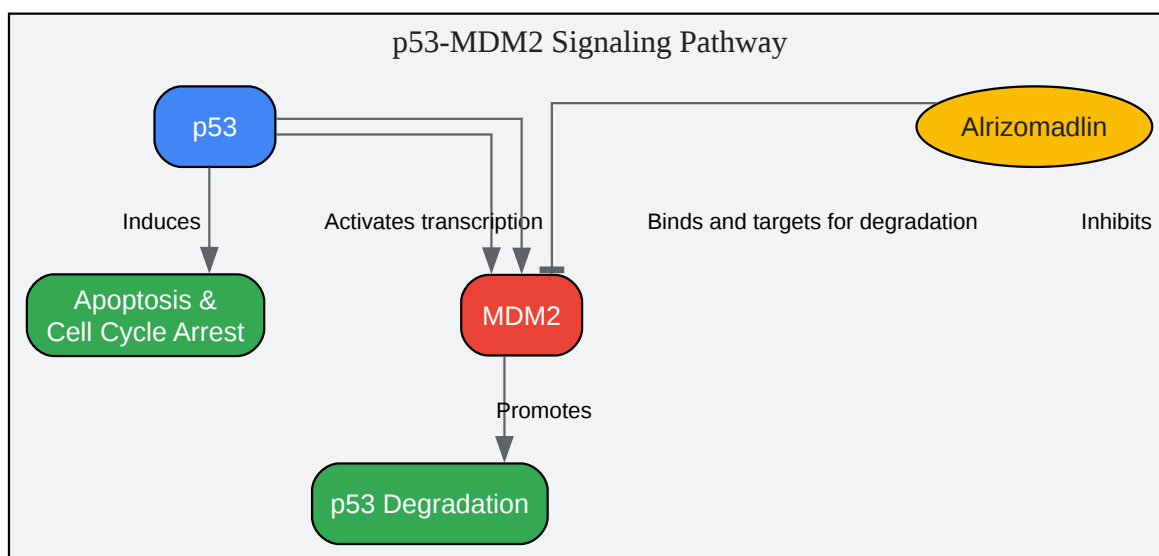 p53-MDM2 Signaling Pathway
p53
Alrizomadlin
Induces
Activates transcription
Binds and targets for degradation
Inhibits
Apoptosis &
Cell Cycle Arrest
MDM2
Promotes
p53 Degradation